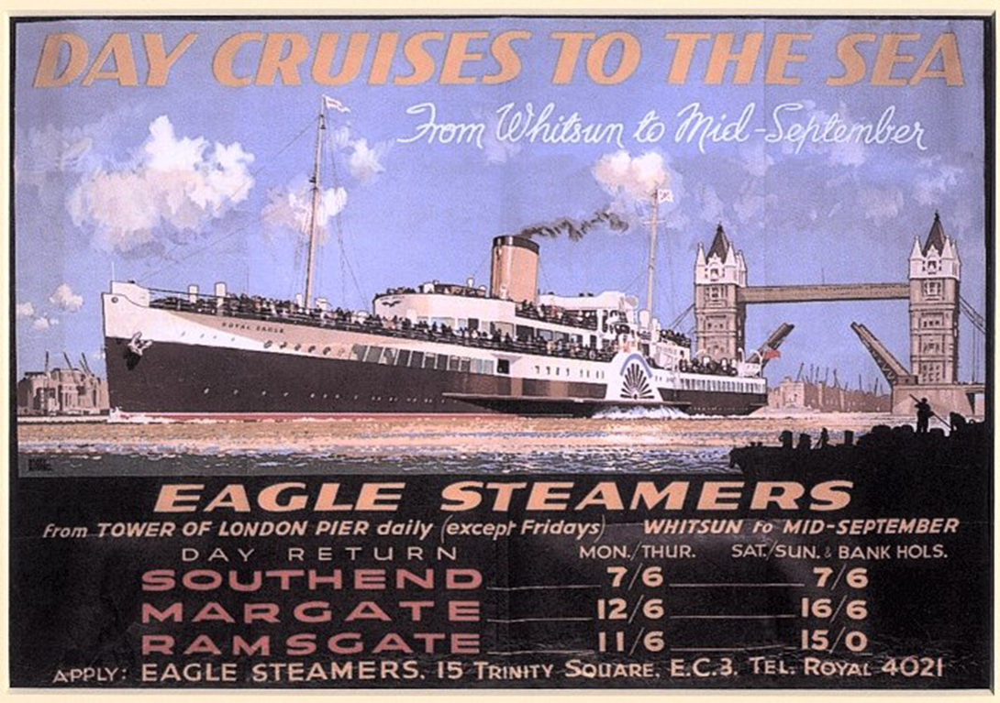 DAY CRUISES TO THE SEA
From Whitsun to Mid-September
ROYAL EAGLE
EAGLE STEAMERS
from TOWER OF LONDON PIER daily (except Fridays) WHITSUN to MID-SEPTEMBER
DAY RETURN MON./THUR. SAT./SUN. & BANK HOLS.
SOUTHEND 7/6 7/6
MARGATE 12/6 16/6
RAMSGATE 11/6 15/0
APPLY: EAGLE STEAMERS. 15 TRINITY SQUARE, E.C.3. TEL. ROYAL 4021